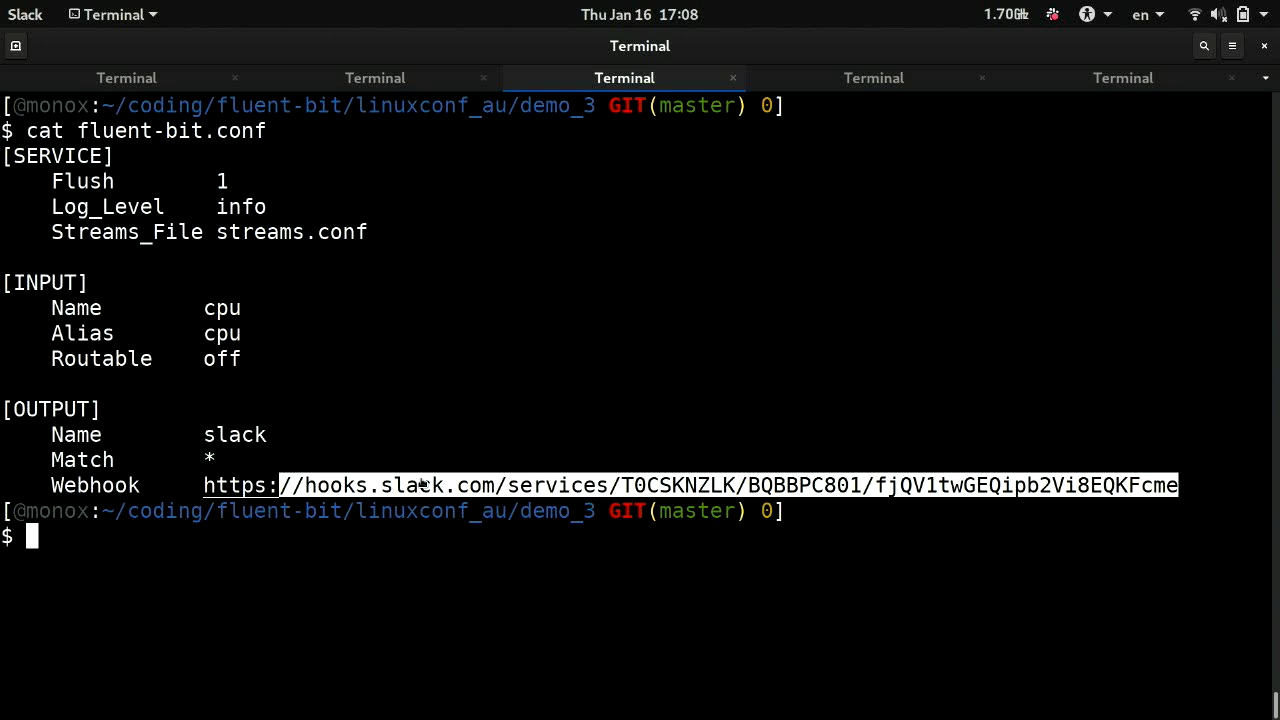 Slack Terminal Thu Jan 16 17:08 1.70GHz en
Terminal
Terminal Terminal Terminal Terminal Terminal
[@monox:~/coding/fluent-bit/linuxconf_au/demo_3 GIT(master) 0]
$ cat fluent-bit.conf
[SERVICE]
    Flush        1
    Log_Level    info
    Streams_File streams.conf

[INPUT]
    Name        cpu
    Alias       cpu
    Routable    off

[OUTPUT]
    Name        slack
    Match       *
    Webhook     https://hooks.slack.com/services/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
[@monox:~/coding/fluent-bit/linuxconf_au/demo_3 GIT(master) 0]
$